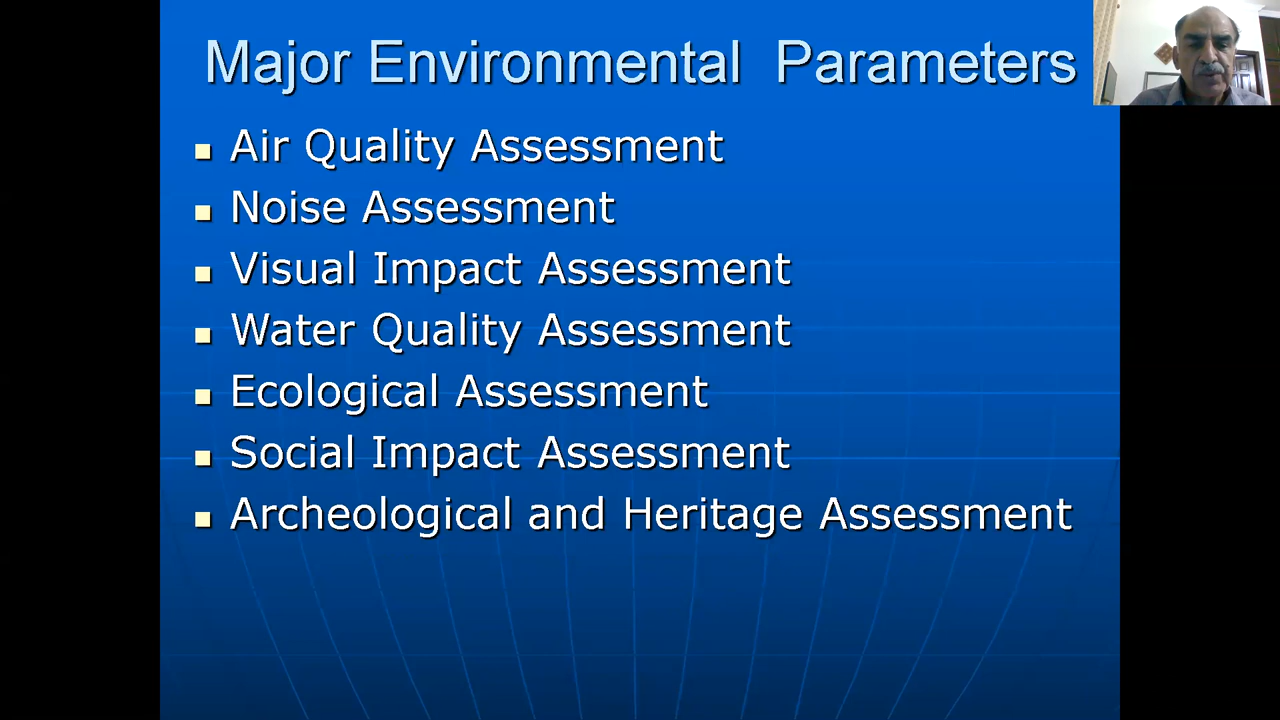 Major Environmental Parameters
Air Quality Assessment
Noise Assessment
Visual Impact Assessment
Water Quality Assessment
Ecological Assessment
Social Impact Assessment
Archeological and Heritage Assessment